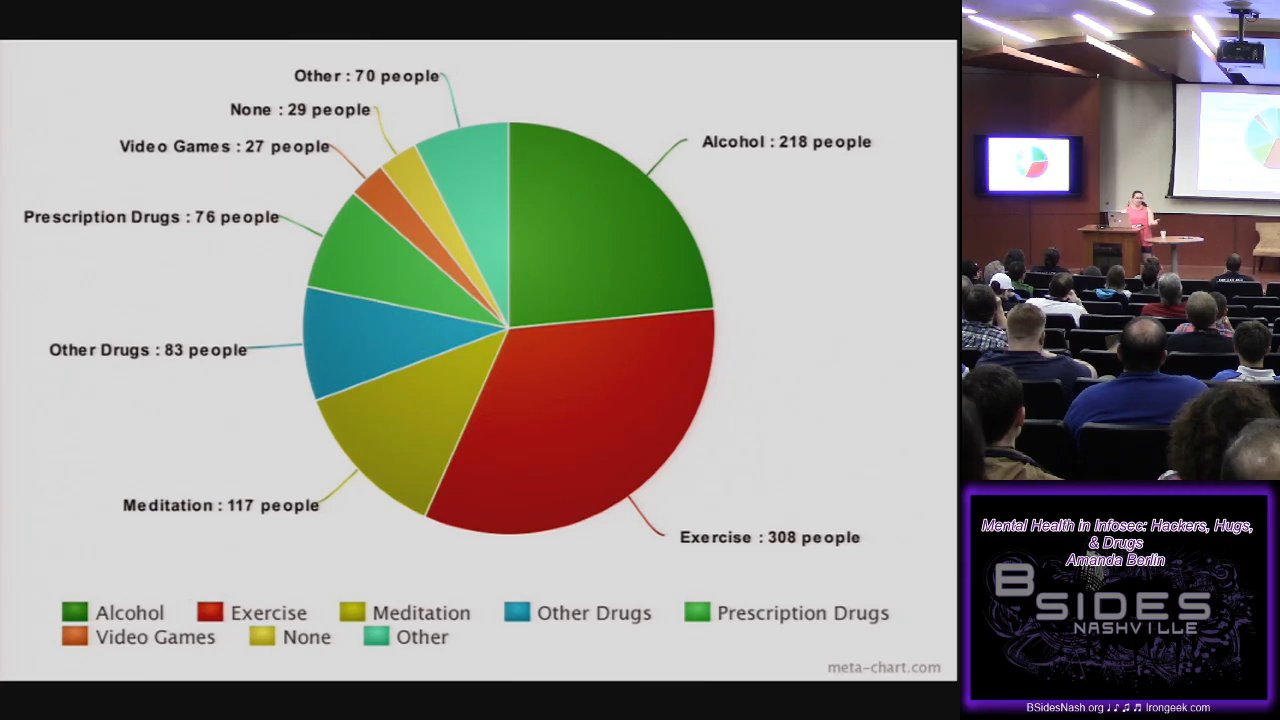 Other : 70 people
None : 29 people
Video Games : 27 people
Alcohol : 218 people
Prescription Drugs : 76 people
Other Drugs : 83 people
Meditation : 117 people
Exercise : 308 people
Alcohol Exercise Meditation Other Drugs Prescription Drugs
Video Games None Other
meta-chart.com
Mental Health in Infosec: Hackers, Hugs,
& Drugs
Amanda Berlin
BSIDES
NASHVILLE
BSidesNash.org ♩ ♪ ♫ ♬ Irongeek.com